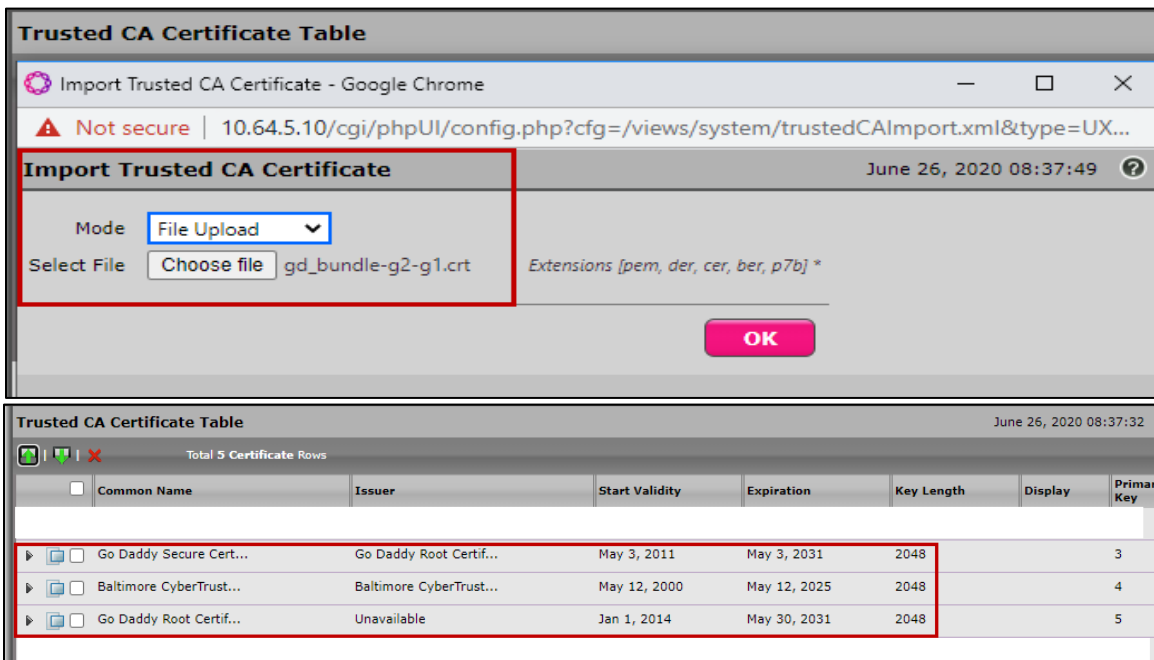 Trusted CA Certificate Table
Import Trusted CA Certificate - Google Chrome
Not secure | 10.64.5.10/cgi/phpUI/config.php?cfg=/views/system/trustedCAImport.xml&type=UX...
Import Trusted CA Certificate June 26, 2020 08:37:49
Mode File Upload
Select File Choose file gd_bundle-g2-g1.crt Extensions [pem, der, cer, ber, p7b] *
OK
Trusted CA Certificate Table June 26, 2020 08:37:32
Total 5 Certificate Rows
Common Name Issuer Start Validity Expiration Key Length Display Primar
Key
Go Daddy Secure Cert... Go Daddy Root Certif... May 3, 2011 May 3, 2031 2048 3
Baltimore CyberTrust... Baltimore CyberTrust... May 12, 2000 May 12, 2025 2048 4
Go Daddy Root Certif... Unavailable Jan 1, 2014 May 30, 2031 2048 5